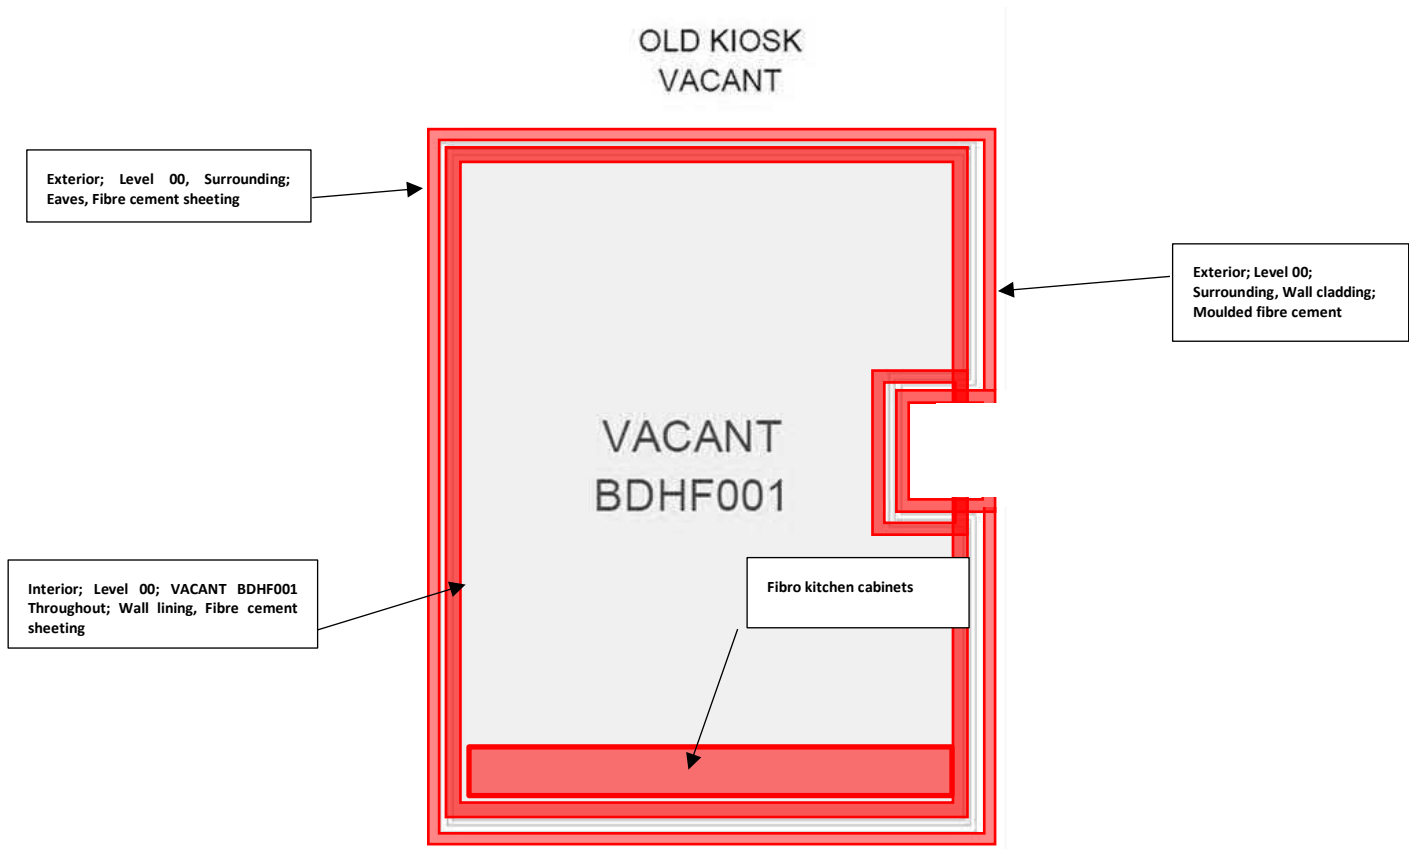 OLD KIOSK
VACANT
Exterior; Level 00, Surrounding;
Eaves, Fibre cement sheeting
Exterior; Level 00;
Surrounding, Wall cladding;
Moulded fibre cement
VACANT
BDHF001
Interior; Level 00; VACANT BDHF001
Throughout; Wall lining, Fibre cement
sheeting
Fibro kitchen cabinets